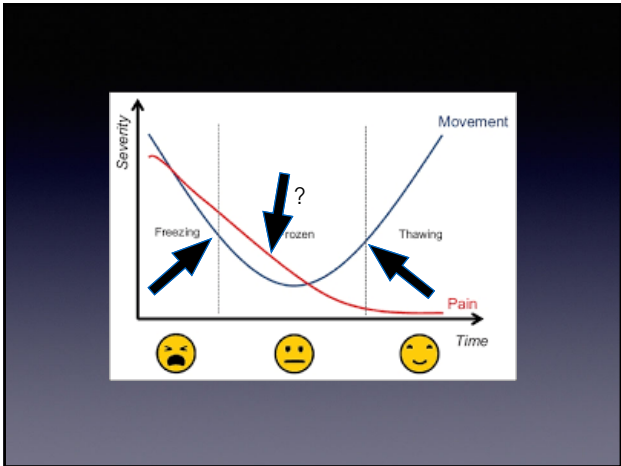 Movement
Severity
?
Freezing
rozen
Thawing
Pain
Time